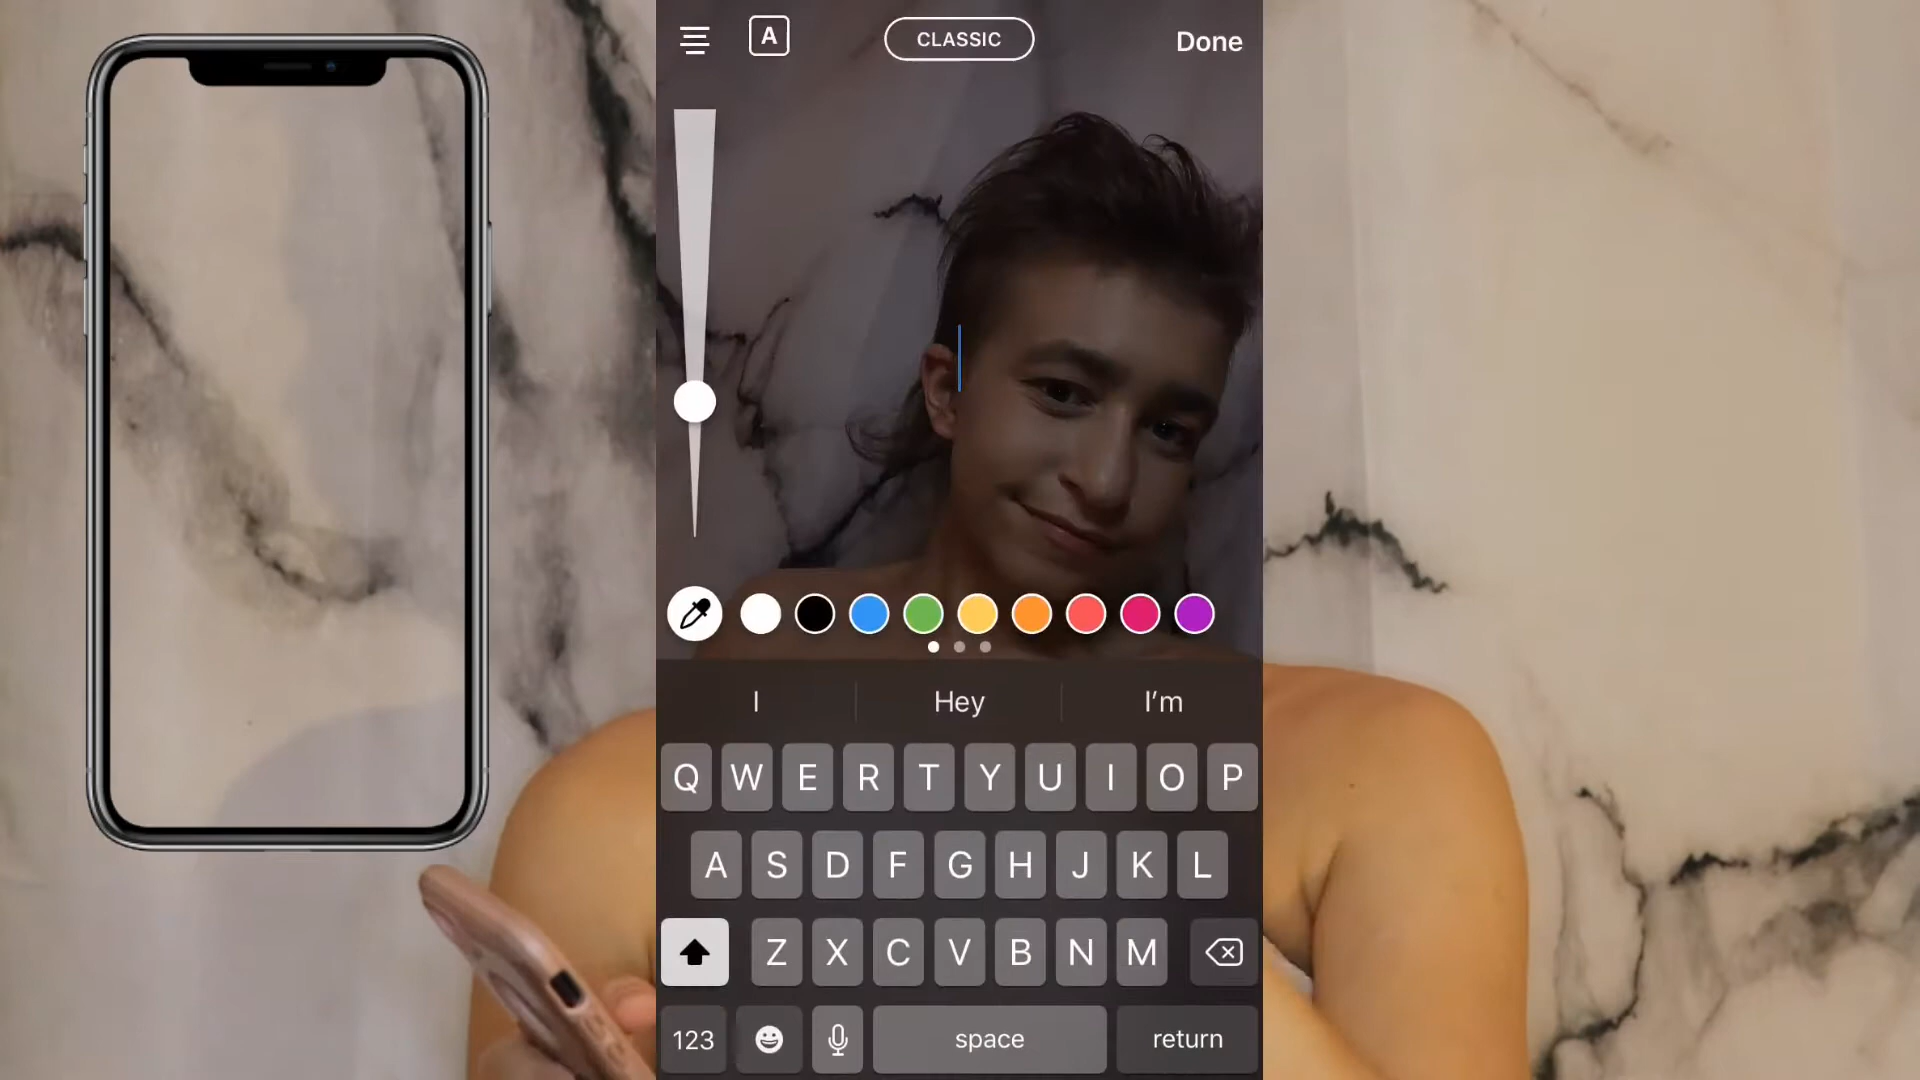 A CLASSIC Done
I Hey I’m
Q W E R T Y U I O P
A S D F G H J K L
Z X C V B N M
123 space return